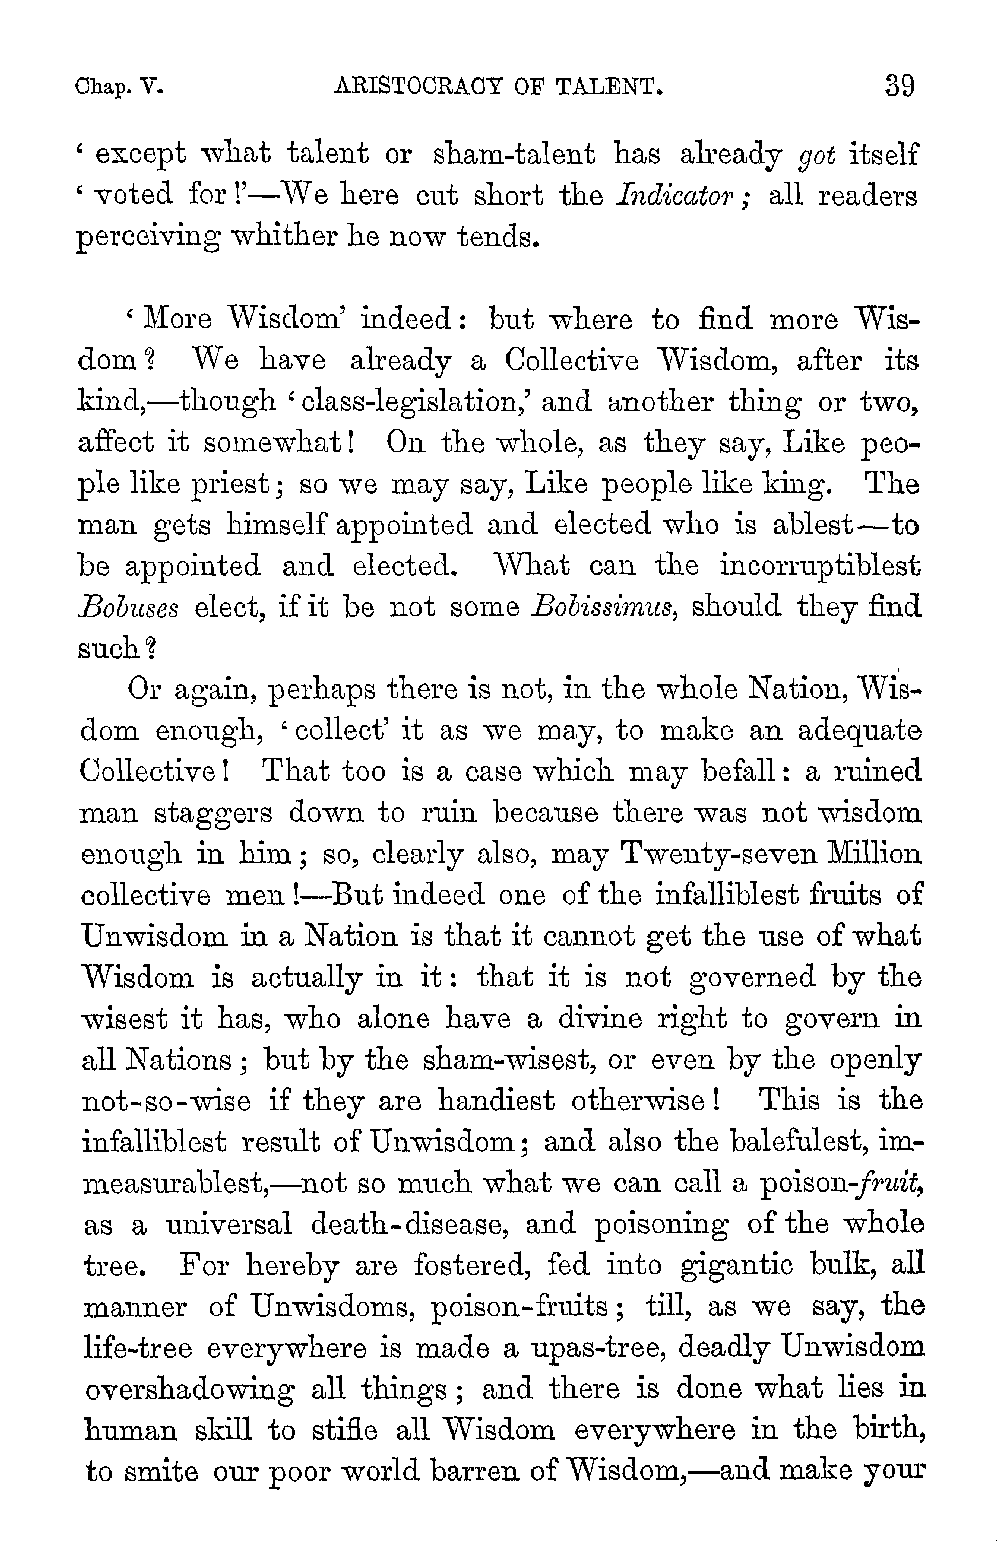 Chap. V. ARISTOCRACY OF TALENT. 39
‘ except what talent or sham-talent has already got itself
‘ voted for!’—We here cut short the Indicator; all readers
perceiving whither he now tends.
‘ More Wisdom’ indeed: but where to find more Wis-
dom? We have already a Collective Wisdom, after its
kind,—though ‘class-legislation,’ and another thing or two,
affect it somewhat! On the whole, as they say, Like peo-
ple like priest; so we may say, Like people like king. The
man gets himself appointed and elected who is ablest—to
be appointed and elected. What can the incorruptiblest
Bobuses elect, if it be not some Bobissimus, should they find
such?
Or again, perhaps there is not, in the whole Nation, Wis-
dom enough, ‘collect’ it as we may, to make an adequate
Collective! That too is a case which may befall: a ruined
man staggers down to ruin because there was not wisdom
enough in him; so, clearly also, may Twenty-seven Million
collective men!—But indeed one of the infalliblest fruits of
Unwisdom in a Nation is that it cannot get the use of what
Wisdom is actually in it: that it is not governed by the
wisest it has, who alone have a divine right to govern in
all Nations; but by the sham-wisest, or even by the openly
not-so-wise if they are handiest otherwise! This is the
infalliblest result of Unwisdom; and also the balefulest, im-
measurablest,—not so much what we can call a poison-fruit,
as a universal death-disease, and poisoning of the whole
tree. For hereby are fostered, fed into gigantic bulk, all
manner of Unwisdoms, poison-fruits; till, as we say, the
life-tree everywhere is made a upas-tree, deadly Unwisdom
overshadowing all things; and there is done what lies in
human skill to stifle all Wisdom everywhere in the birth,
to smite our poor world barren of Wisdom,—and make your